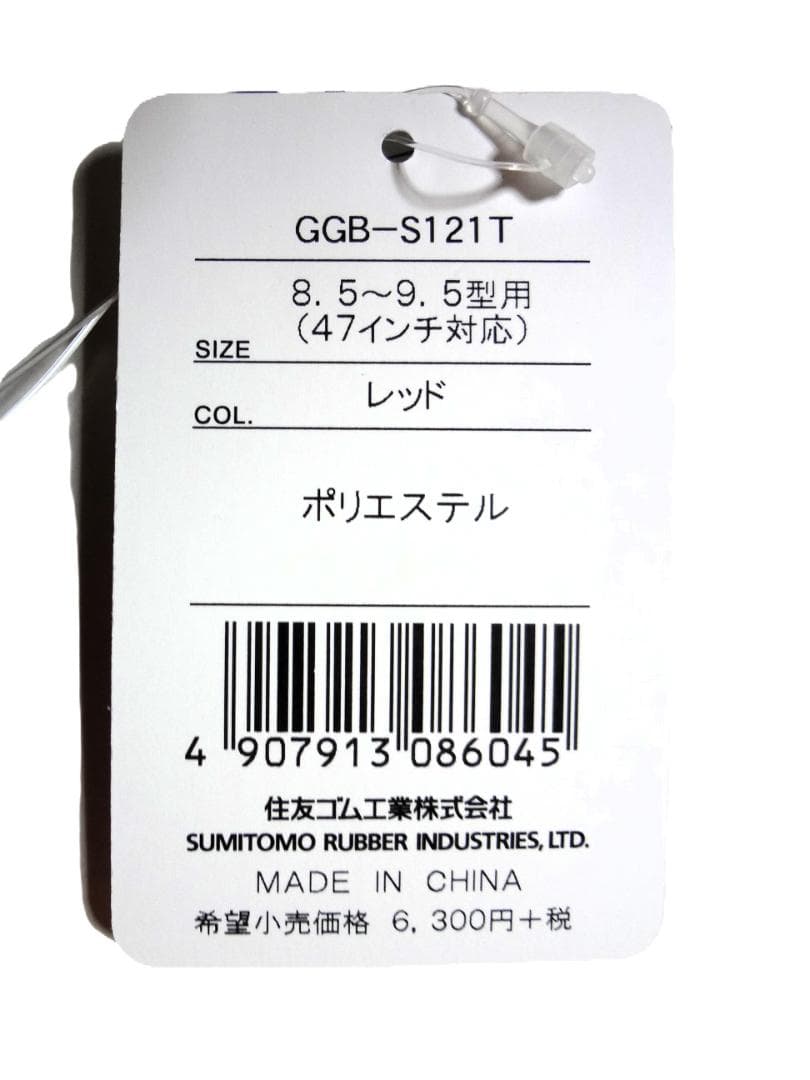 GGB-S121T
8.5〜9.5型用
SIZE (47インチ対応)
COL. レッド
ポリエステル
4 907913 086045
住友ゴム工業株式会社
SUMITOMO RUBBER INDUSTRIES, LTD.
MADE IN CHINA
希望小売価格 6,300円+税